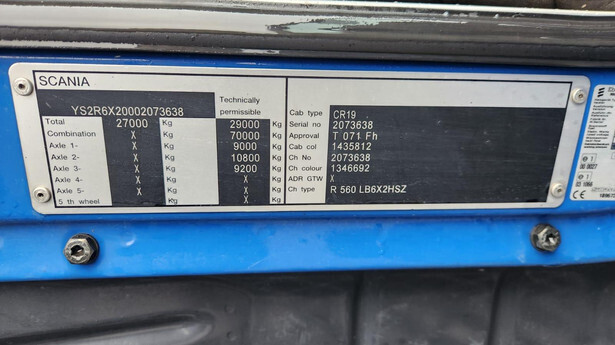 SCANIA
YS2R6X20002073638
Technically
permissible
Total 27000 Kg 29000 Kg
Combination X Kg 70000 Kg
Axle 1- X Kg 9000 Kg
Axle 2- X Kg 10800 Kg
Axle 3- X Kg 9200 Kg
Axle 4- X Kg X Kg
Axle 5- X Kg X Kg
5 th wheel X Kg X Kg
Cab type CR19
Serial no 2073638
Approval T 071 Fh
Cab col 1435812
Ch No 2073638
Ch colour 1346692
ADR GTW X
Ch type R 560 LB6X2HSZ